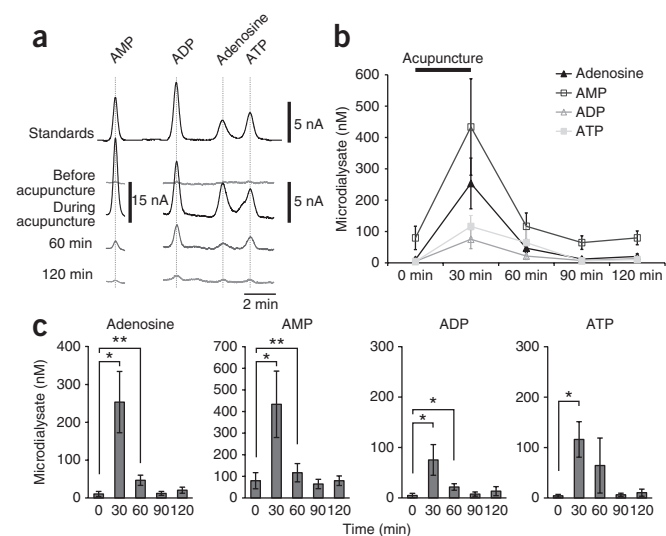 a
AMP
ADP
Adenosine
ATP
Standards
5 nA
Before
acupuncture
During
acupuncture
15 nA
5 nA
60 min
120 min
2 min
b
Acupuncture
Adenosine
AMP
ADP
ATP
Microdialysate (nM)
600
500
400
300
200
100
0
0 min
30 min
60 min
90 min
120 min
c
Adenosine
AMP
ADP
ATP
Microdialysate (nM)
400
300
200
100
0
**
*
0 30 60 90 120
700
600
500
400
300
200
100
0
**
*
0 30 60 90 120
300
200
100
0
*
*
0 30 60 90 120
300
200
100
0
*
0 30 60 90 120
Time (min)